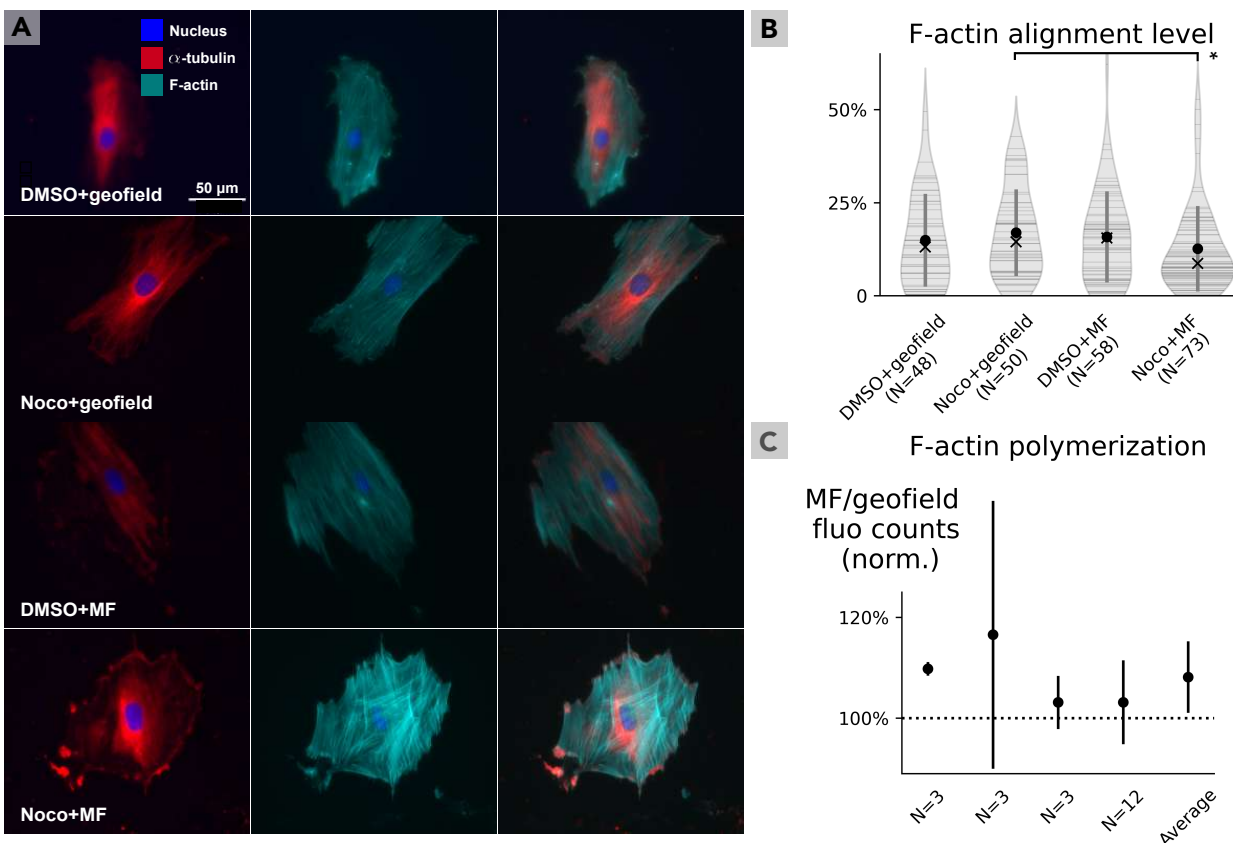 A
Nucleus
α-tubulin
F-actin
DMSO+geofield
50 µm
Noco+geofield
DMSO+MF
Noco+MF
B
F-actin alignment level
*
50%
25%
0
DMSO+geofield
(N=48)
Noco+geofield
(N=50)
DMSO+MF
(N=58)
Noco+MF
(N=73)
C
F-actin polymerization
MF/geofield
fluo counts
(norm.)
120%
100%
N=3
N=3
N=3
N=12
Average